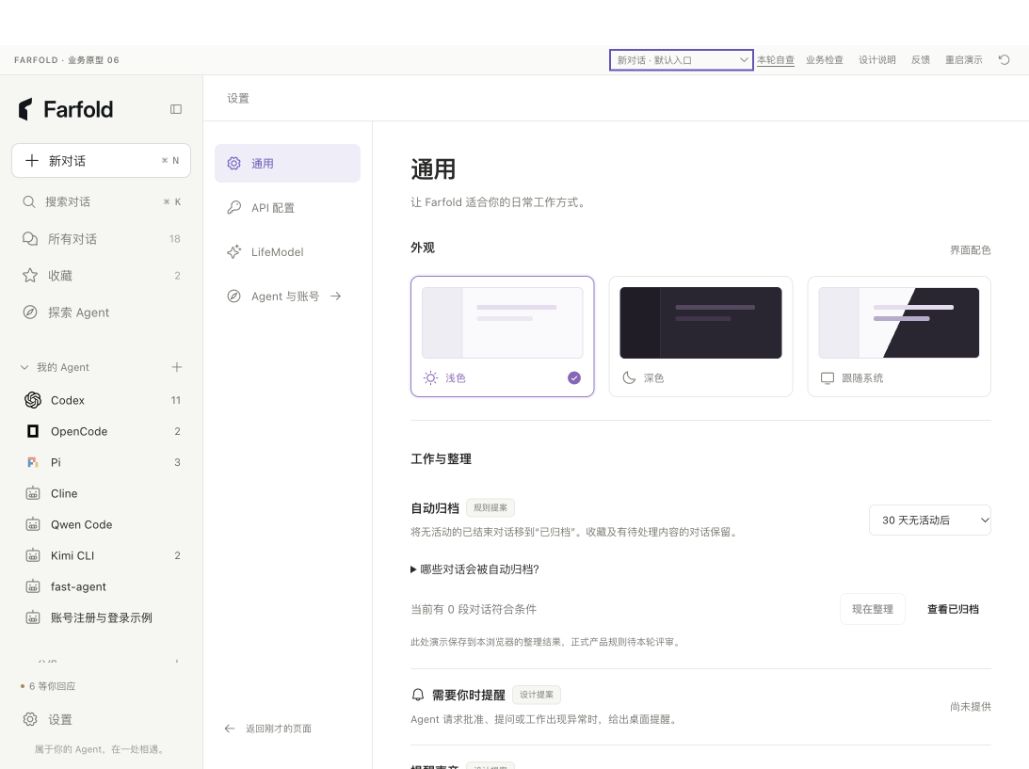 FARFOLD · 业务原型 06
新对话 · 默认入口
本轮自查
业务检查
设计说明
反馈
重启演示
Farfold
新对话
⌘ N
搜索对话
⌘ K
所有对话
18
收藏
2
探索 Agent
我的 Agent
Codex
11
OpenCode
2
Pi
3
Cline
Qwen Code
Kimi CLI
2
fast-agent
账号注册与登录示例
6 等你回应
设置
属于你的 Agent，在一处相遇。
设置
通用
API 配置
LifeModel
Agent 与账号 →
← 返回刚才的页面
通用
让 Farfold 适合你的日常工作方式。
外观
界面配色
浅色
深色
跟随系统
工作与整理
自动归档
规则提案
将无活动的已结束对话移到“已归档”。收藏及有待处理内容的对话保留。
30 天无活动后
哪些对话会被自动归档?
当前有 0 段对话符合条件
现在整理
查看已归档
此处演示保存到本浏览器的整理结果，正式产品规则待本轮评审。
需要你时提醒
设计提案
Agent 请求批准、提问或工作出现异常时，给出桌面提醒。
尚未提供